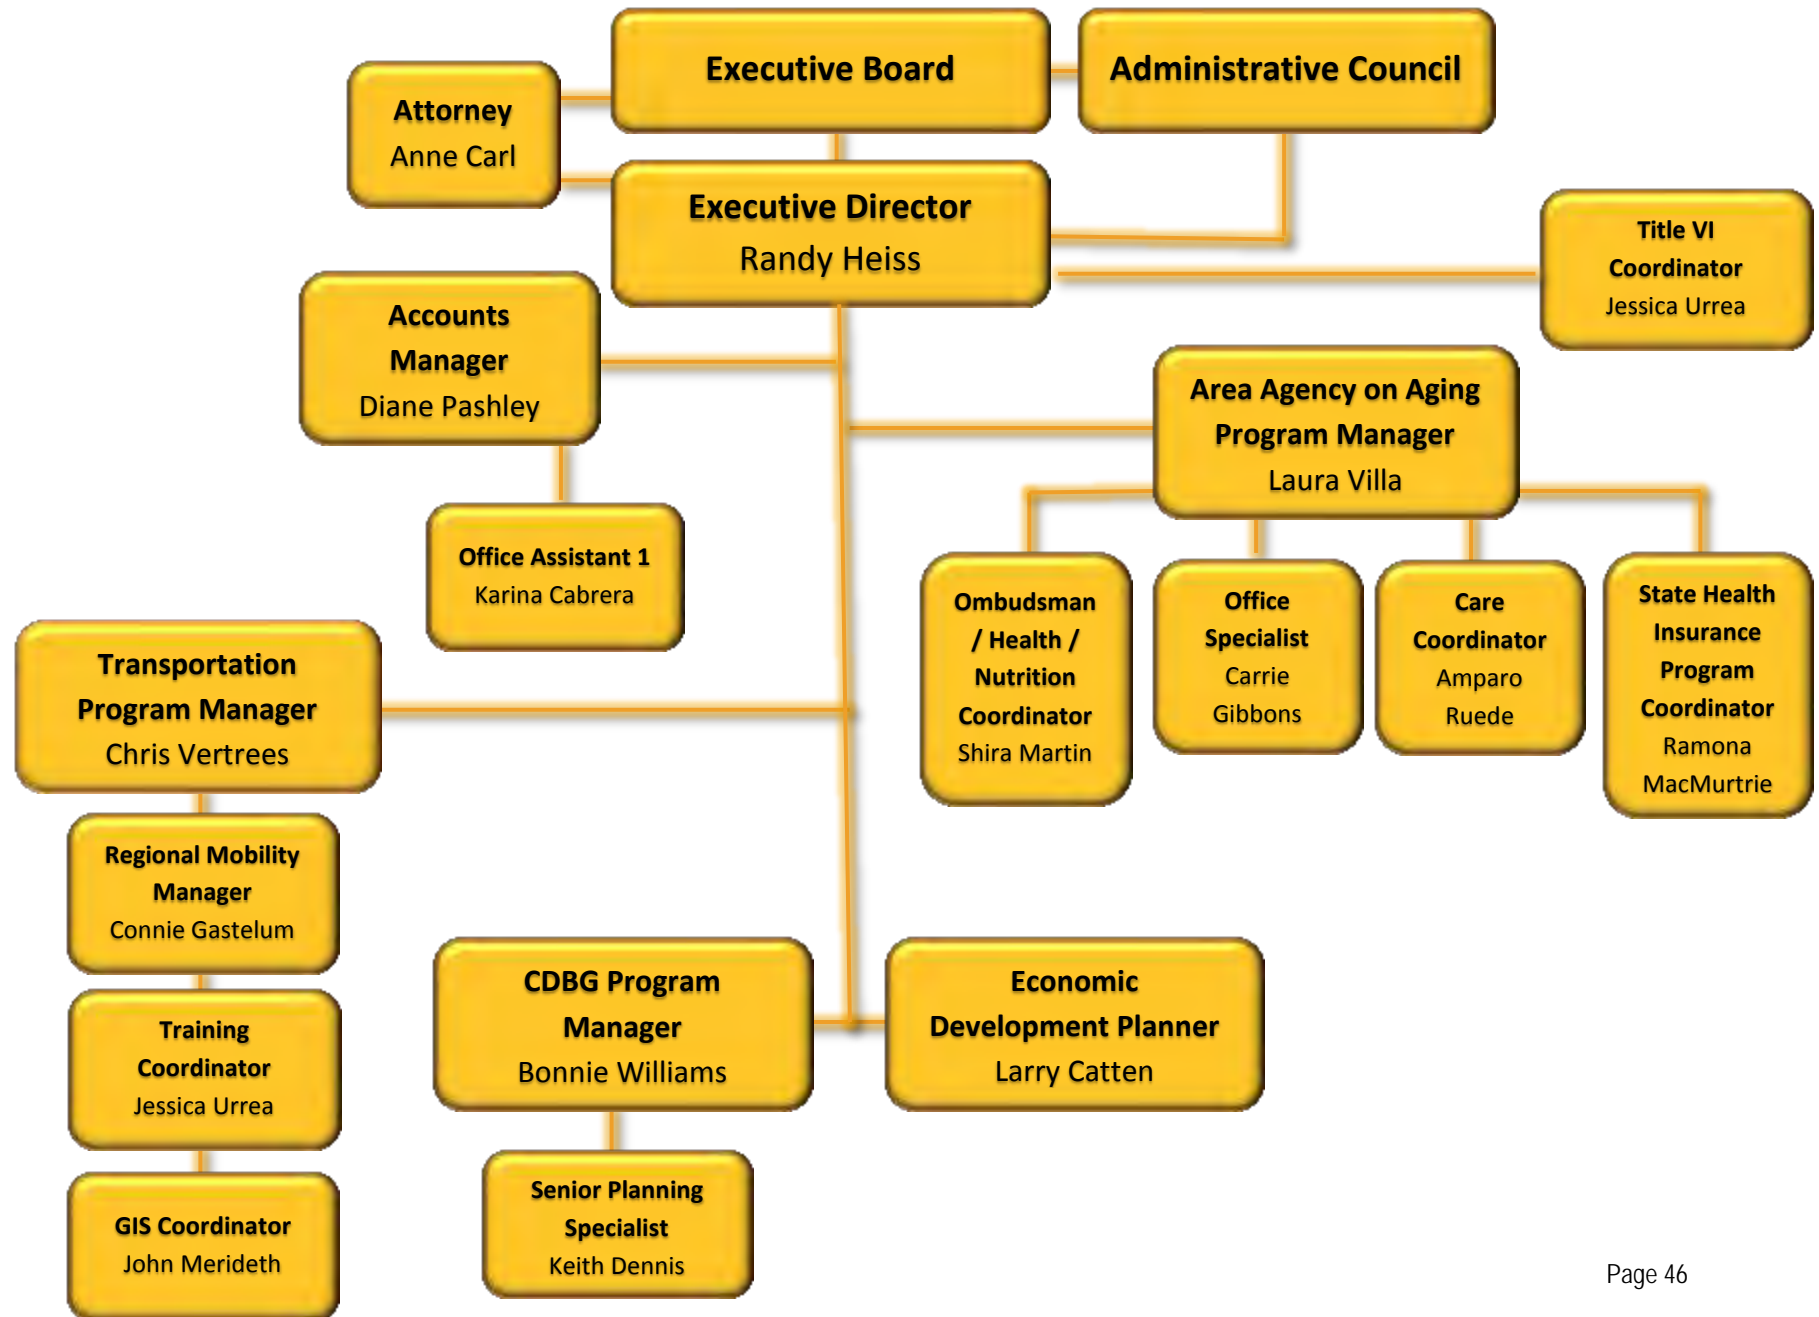 Executive Board
Administrative Council
Attorney
Anne Carl
Executive Director
Randy Heiss
Title VI
Coordinator
Jessica Urrea
Accounts
Manager
Diane Pashley
Area Agency on Aging
Program Manager
Laura Villa
Office Assistant 1
Karina Cabrera
Ombudsman
/ Health /
Nutrition
Coordinator
Shira Martin
Office
Specialist
Carrie
Gibbons
Care
Coordinator
Amparo
Ruede
State Health
Insurance
Program
Coordinator
Ramona
MacMurtrie
Transportation
Program Manager
Chris Vertrees
Regional Mobility
Manager
Connie Gastelum
Training
Coordinator
Jessica Urrea
GIS Coordinator
John Merideth
CDBG Program
Manager
Bonnie Williams
Economic
Development Planner
Larry Catten
Senior Planning
Specialist
Keith Dennis
Page 46